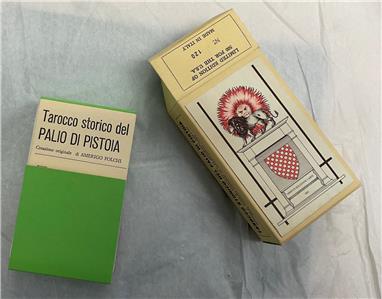 Tarocco storico del
PALIO DI PISTOIA
Creazione originale di AMERIGO FOLCHI
LIMITED EDITION OF
500 FOR THE U.S.A
Nº 120
MADE IN ITALY